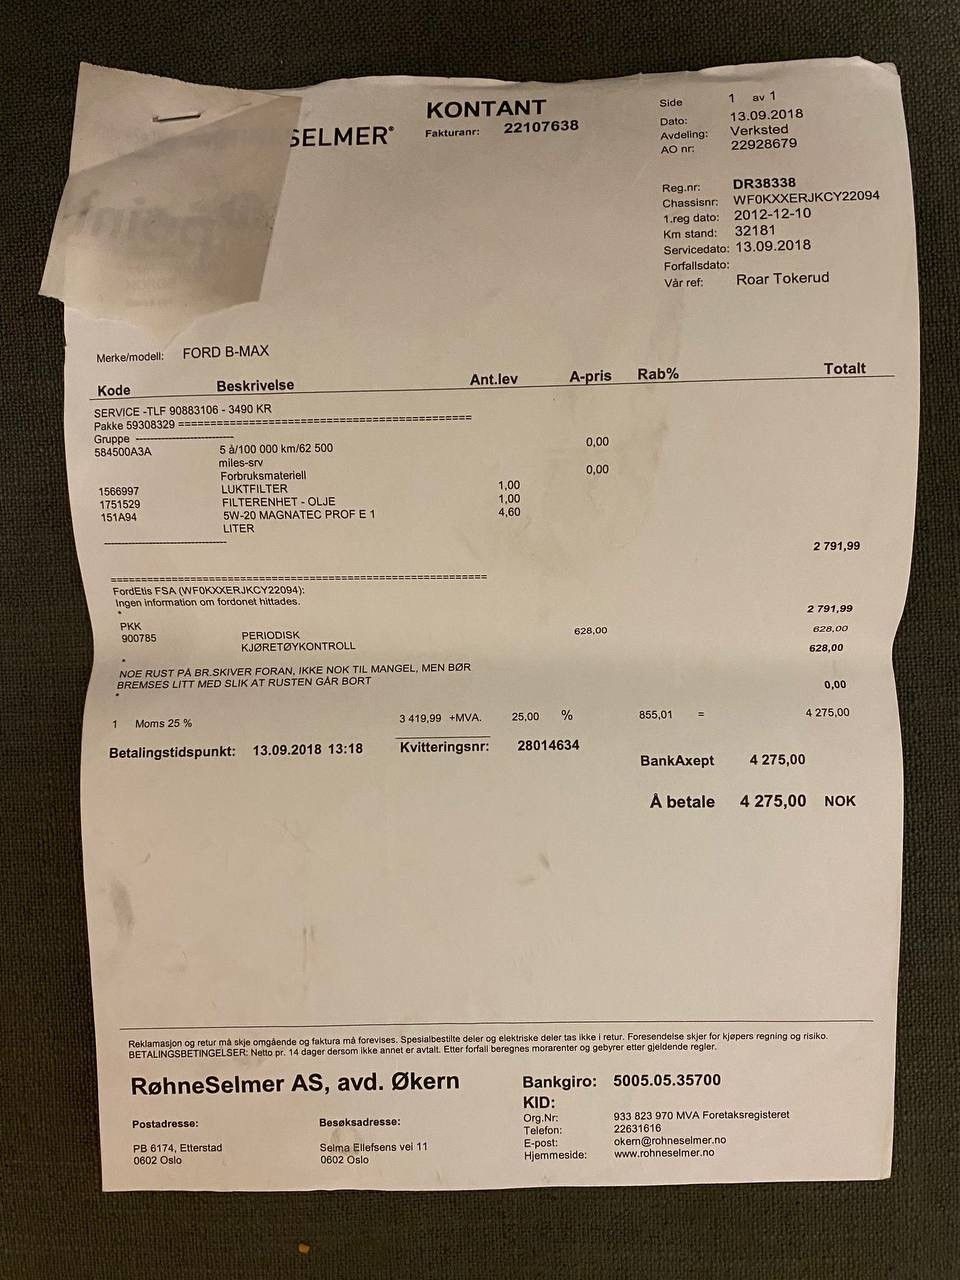 SELMER®
KONTANT
Fakturanr: 22107638
Side 1 av 1
Dato: 13.09.2018
Avdeling: Verksted
AO nr: 22928679
Reg.nr: DR38338
Chassisnr: WF0KXXERJKCY22094
1.reg dato: 2012-12-10
Km stand: 32181
Servicedato: 13.09.2018
Forfallsdato:
Vår ref: Roar Tokerud
Merke/modell: FORD B-MAX
Kode Beskrivelse Ant.lev A-pris Rab% Totalt
SERVICE -TLF 90883106 - 3490 KR
Pakke 59308329 ==================================================
Gruppe -------------------------
584500A3A 5 å/100 000 km/62 500 0,00
miles-srv
Forbruksmateriell 0,00
1566997 LUKTFILTER 1,00
1751529 FILTERENHET - OLJE 1,00
151A94 5W-20 MAGNATEC PROF E 1 4,60
LITER
-------------------------------
2 791,99
================================================================
FordEtis FSA (WF0KXXERJKCY22094):
Ingen information om fordonet hittades.
* 2 791,99
PKK 628,00
900785 PERIODISK 628,00
KJØRETØYKONTROLL 628,00
*
NOE RUST PÅ BR.SKIVER FORAN, IKKE NOK TIL MANGEL, MEN BØR
BREMSES LITT MED SLIK AT RUSTEN GÅR BORT
* 0,00
1 Moms 25 % 3 419,99 +MVA. 25,00 % 855,01 = 4 275,00
Betalingstidspunkt: 13.09.2018 13:18 Kvitteringsnr: 28014634
BankAxept 4 275,00
Å betale 4 275,00 NOK
Reklamasjon og retur må skje omgående og faktura må forevises. Spesialbestilte deler og elektriske deler tas ikke i retur. Foresendelse skjer for kjøpers regning og risiko.
BETALINGSBETINGELSER: Netto pr. 14 dager dersom ikke annet er avtalt. Etter forfall beregnes morarenter og gebyrer etter gjeldende regler.
RøhneSelmer AS, avd. Økern
Bankgiro: 5005.05.35700
KID:
Org.Nr: 933 823 970 MVA Foretaksregisteret
Telefon: 22631616
E-post: okern@rohneselmer.no
Hjemmeside: www.rohneselmer.no
Postadresse:
PB 6174, Etterstad
0602 Oslo
Besøksadresse:
Selma Ellefsens vei 11
0602 Oslo